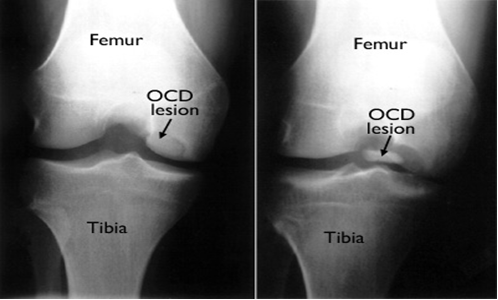 Femur
OCD
lesion
Tibia
Femur
OCD
lesion
Tibia